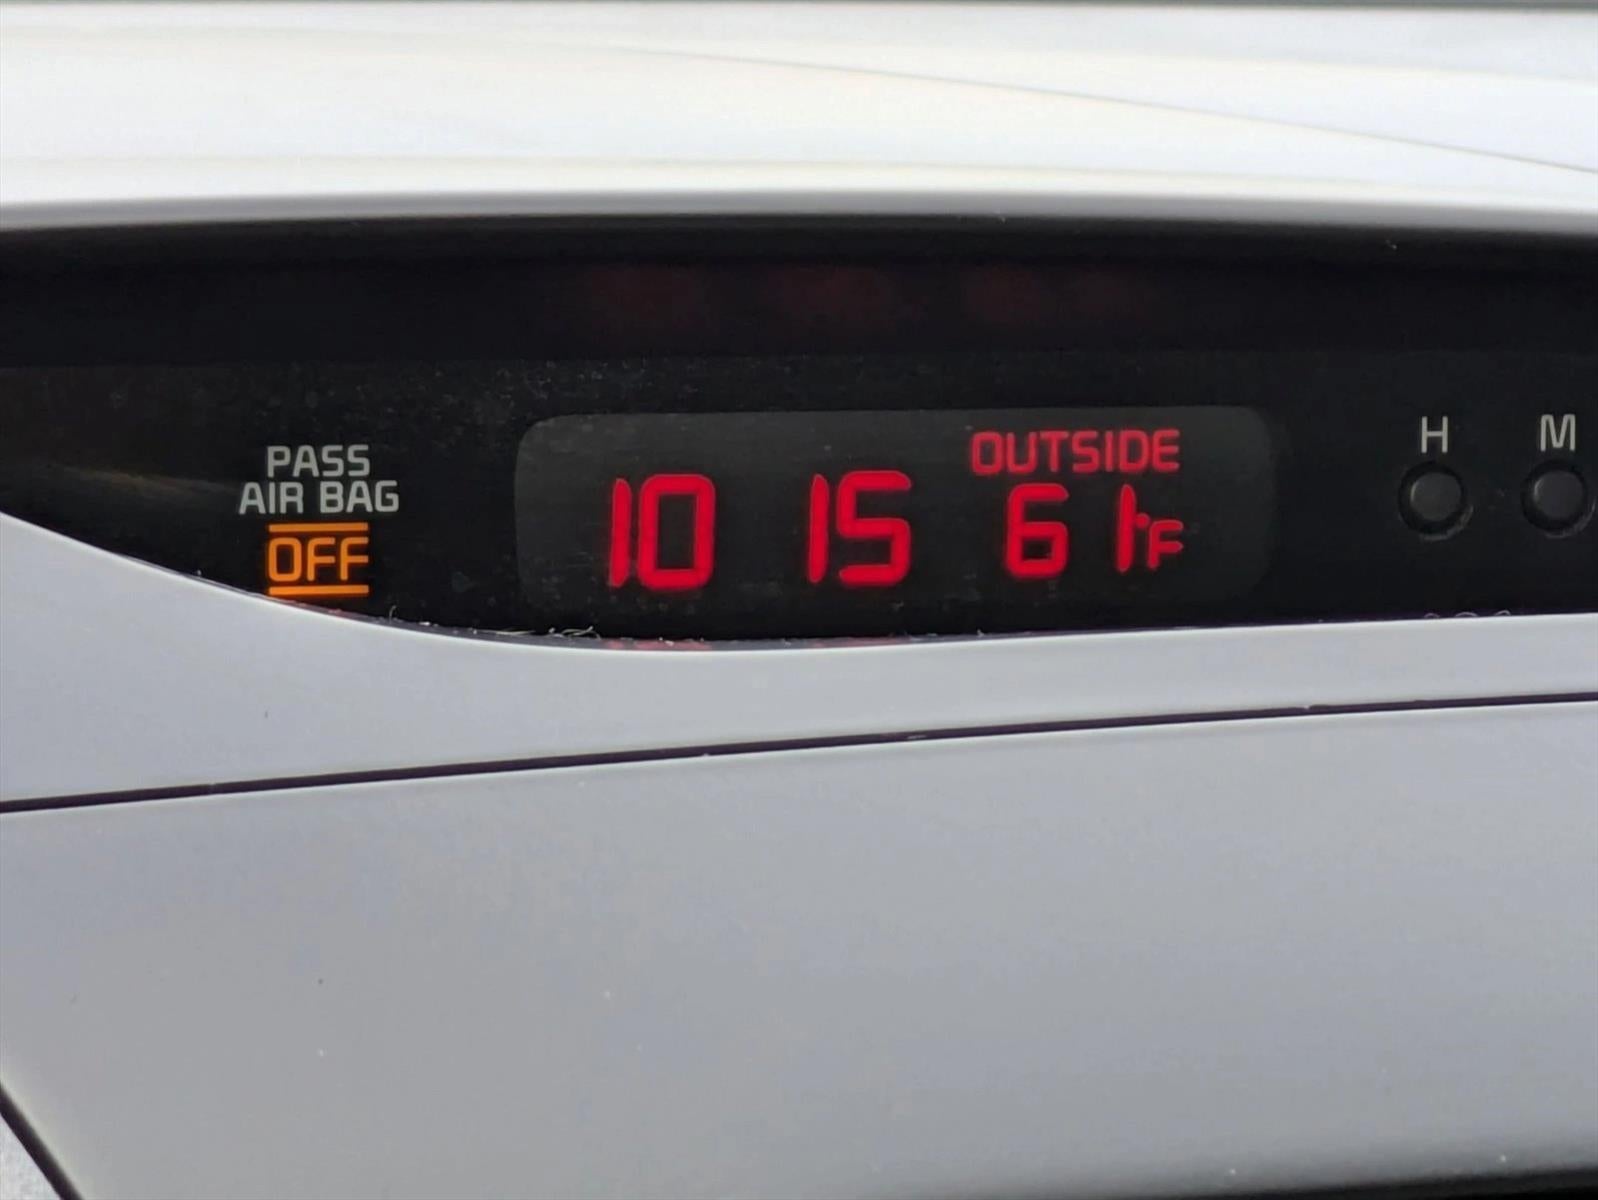 PASS
AIR BAG
OFF
OUTSIDE
10 15 61°F
H M